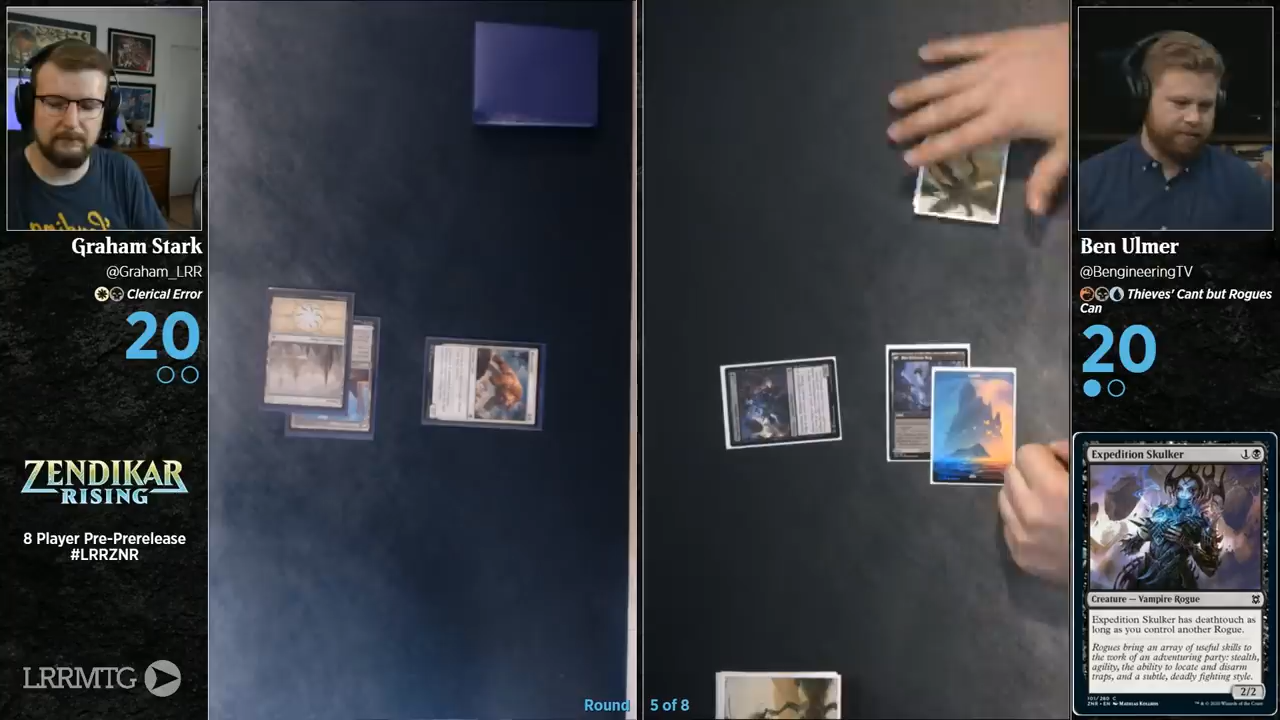 Graham Stark
@Graham_LRR
Clerical Error
20
ZENDIKAR
RISING
8 Player Pre-Prerelease
#LRRZNR
LRRMTG
Round 5 of 8
Ben Ulmer
@BengineeringTV
Thieves' Cant but Rogues
Can
20
Expedition Skulker 1
Creature — Vampire Rogue
Expedition Skulker has deathtouch as
long as you control another Rogue.
Rogues bring an array of useful skills to
the work of an adventuring party: stealth,
agility, the ability to locate and disarm
traps, and a subtle, deadly fighting style.
2/2